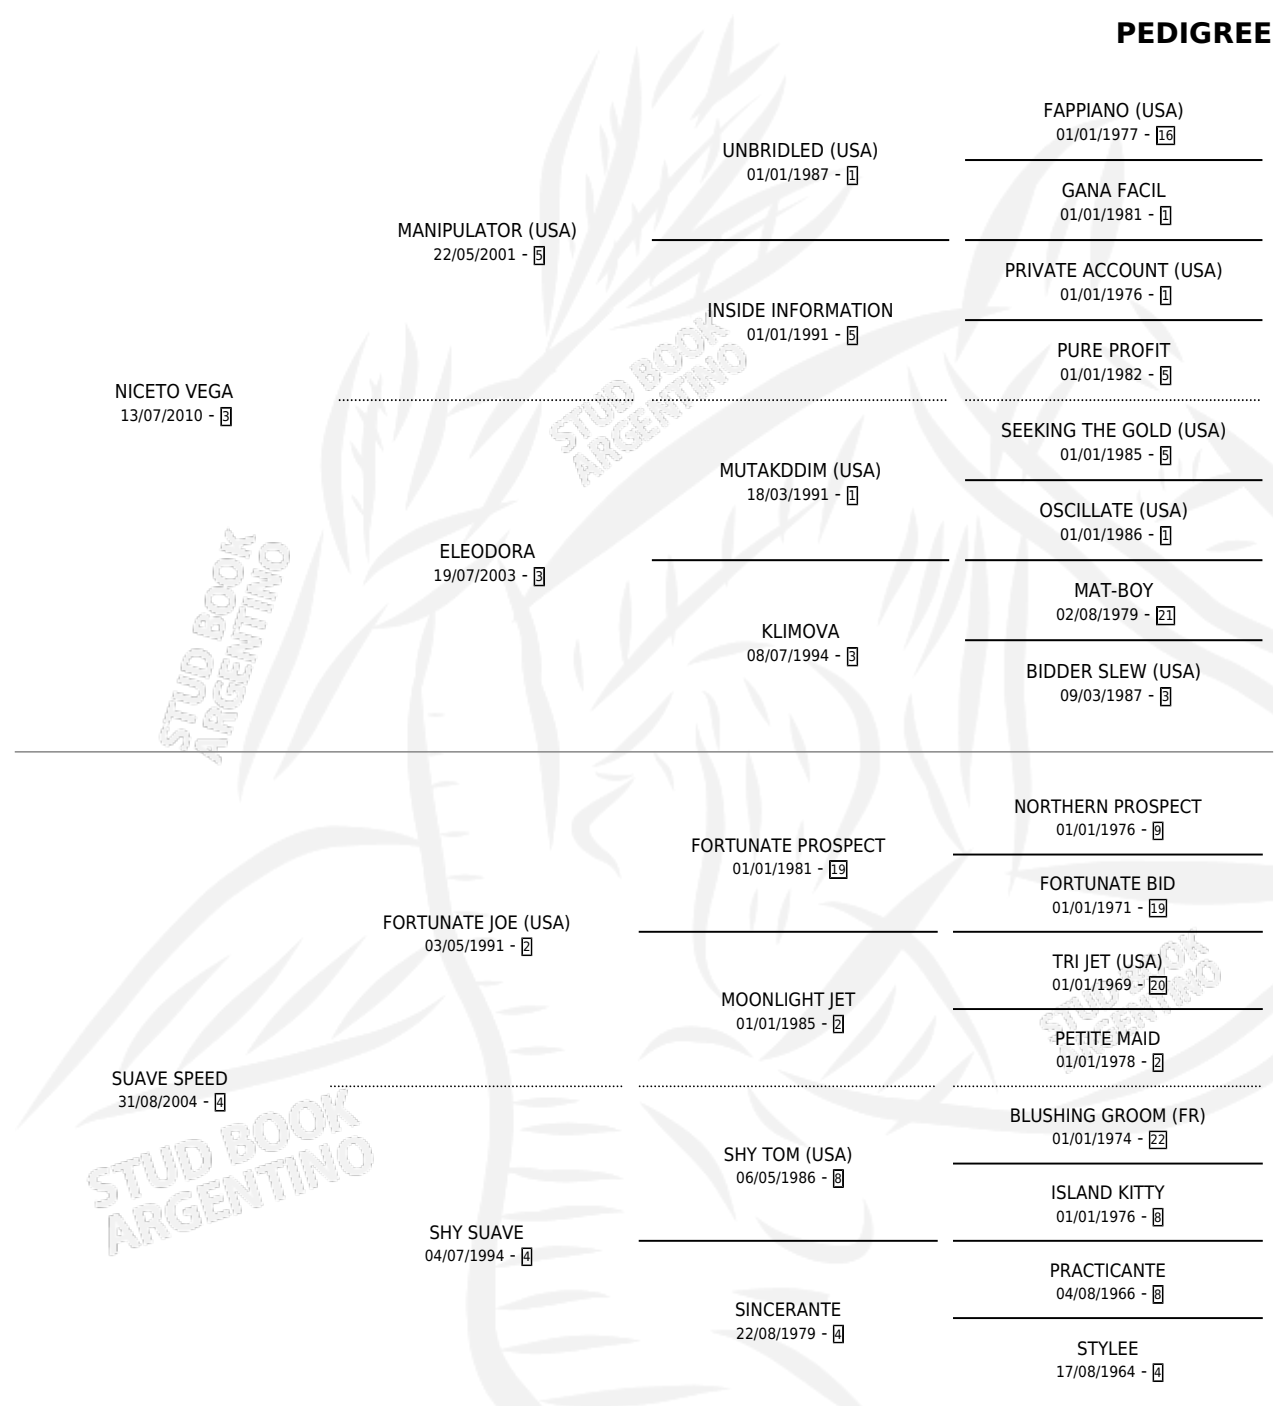 PEDIGREE
FAPPIANO (USA)
01/01/1977 - 16
UNBRIDLED (USA)
01/01/1987 - 1
GANA FACIL
01/01/1981 - 1
MANIPULATOR (USA)
22/05/2001 - 5
PRIVATE ACCOUNT (USA)
01/01/1976 - 1
INSIDE INFORMATION
01/01/1991 - 5
PURE PROFIT
01/01/1982 - 5
NICETO VEGA
13/07/2010 - 3
SEEKING THE GOLD (USA)
01/01/1985 - 5
MUTAKDDIM (USA)
18/03/1991 - 1
OSCILLATE (USA)
01/01/1986 - 1
ELEODORA
19/07/2003 - 3
MAT-BOY
02/08/1979 - 21
KLIMOVA
08/07/1994 - 3
BIDDER SLEW (USA)
09/03/1987 - 3
STUD BOOK
ARGENTINO
STUD BOOK
ARGENTINO
NORTHERN PROSPECT
01/01/1976 - 9
FORTUNATE PROSPECT
01/01/1981 - 19
FORTUNATE BID
01/01/1971 - 19
FORTUNATE JOE (USA)
03/05/1991 - 2
TRI JET (USA)
01/01/1969 - 20
MOONLIGHT JET
01/01/1985 - 2
PETITE MAID
01/01/1978 - 2
SUAVE SPEED
31/08/2004 - 4
BLUSHING GROOM (FR)
01/01/1974 - 22
SHY TOM (USA)
06/05/1986 - 8
ISLAND KITTY
01/01/1976 - 8
SHY SUAVE
04/07/1994 - 4
PRACTICANTE
04/08/1966 - 8
SINCERANTE
22/08/1979 - 4
STYLEE
17/08/1964 - 4
STUD BOOK
ARGENTINO
STUD BOOK
ARGENTINO